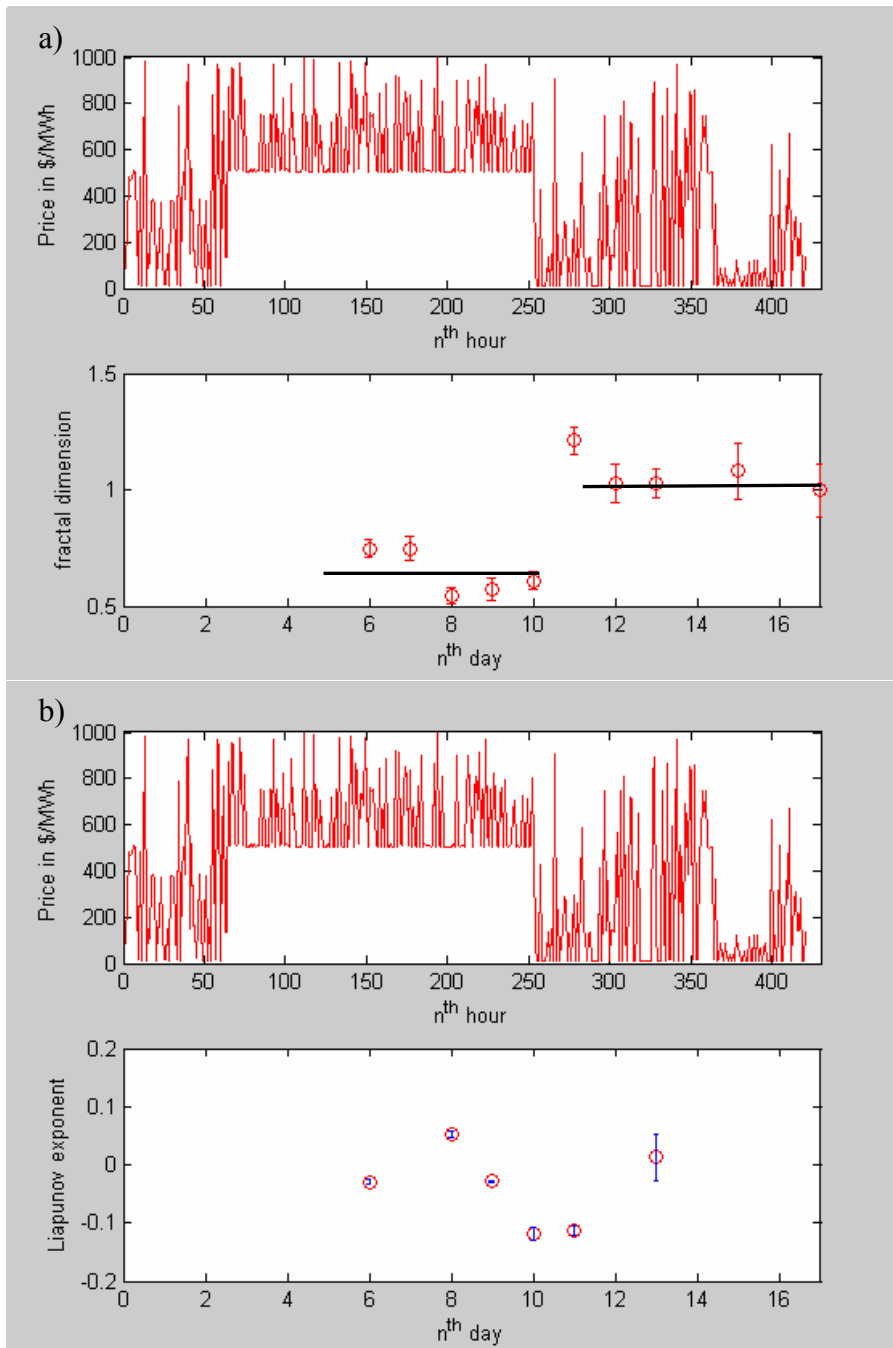 a)
Price in $/MWh
1000
800
600
400
200
0
0 50 100 150 200 250 300 350 400
nth hour
fractal dimension
1.5
1
0.5
0 2 4 6 8 10 12 14 16
nth day
b)
Price in $/MWh
1000
800
600
400
200
0
0 50 100 150 200 250 300 350 400
nth hour
Liapunov exponent
0.2
0.1
0
-0.1
-0.2
0 2 4 6 8 10 12 14 16
nth day